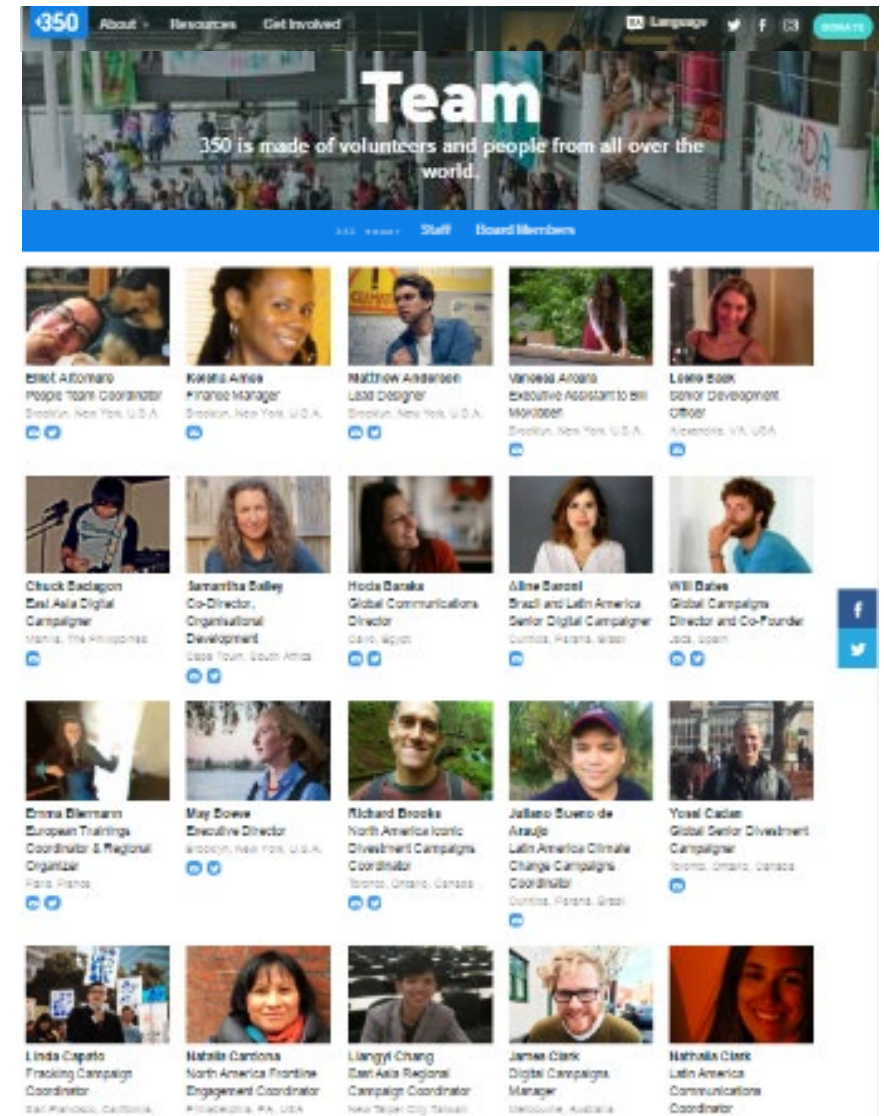 350 About Resources Get Involved Language DONATE
Team
350 is made of volunteers and people from all over the
world.
Staff Board Members
Elliot Altomare
People Team Coordinator
Brooklyn, New York, U.S.A.
Keisha Amos
Finance Manager
Brooklyn, New York, U.S.A.
Matthew Anderson
Lead Designer
Brooklyn, New York, U.S.A.
Vanessa Arcara
Executive Assistant to Bill
McKibben
Brooklyn, New York, U.S.A.
Senior Development
Officer
Alexandria, VA, USA
Chuck Baclagon
East Asia Digital
Campaigner
Manila, The Philippines
Samantha Bailey
Co-Director,
Organisational
Development
Cape Town, South Africa
Hoda Baraka
Global Communications
Director
Cairo, Egypt
Aline Baroni
Brazil and Latin America
Senior Digital Campaigner
Curitiba, Parana, Brazil
Will Bates
Global Campaigns
Director and Co-Founder
Jaca, Spain
Emma Biermann
European Trainings
Coordinator & Regional
Organizer
Paris, France
May Boeve
Executive Director
Brooklyn, New York, U.S.A.
Richard Brooks
North America Iconic
Divestment Campaigns
Coordinator
Toronto, Ontario, Canada
Juliano Bueno de
Araujo
Latin America Climate
Change Campaigns
Coordinator
Curitiba, Parana, Brazil
Yossi Cadan
Global Senior Divestment
Campaigner
Toronto, Ontario, Canada
Linda Capato
Fracking Campaign
Coordinator
San Francisco, California,
Natalia Cardona
North America Frontline
Engagement Coordinator
Philadelphia, PA, USA
Liangyi Chang
East Asia Regional
Campaign Coordinator
New Taipei City, Taiwan
James Clark
Digital Campaigns
Manager
Melbourne, Australia
Nathalia Clark
Latin America
Communications
Coordinator